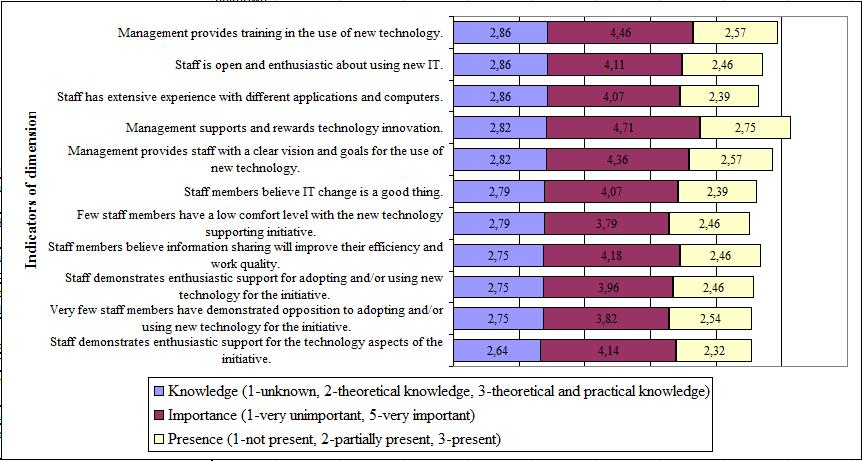 Indicators of dimension
Management provides training in the use of new technology.
2,86 4,46 2,57
Staff is open and enthusiastic about using new IT.
2,86 4,11 2,46
Staff has extensive experience with different applications and computers.
2,86 4,07 2,39
Management supports and rewards technology innovation.
2,82 4,71 2,75
Management provides staff with a clear vision and goals for the use of
new technology.
2,82 4,36 2,57
Staff members believe IT change is a good thing.
2,79 4,07 2,39
Few staff members have a low comfort level with the new technology
supporting initiative.
2,79 3,79 2,46
Staff members believe information sharing will improve their efficiency and
work quality.
2,75 4,18 2,46
Staff demonstrates enthusiastic support for adopting and/or using new
technology for the initiative.
2,75 3,96 2,46
Very few staff members have demonstrated opposition to adopting and/or
using new technology for the initiative.
2,75 3,82 2,54
Staff demonstrates enthusiastic support for the technology aspects of the
initiative.
2,64 4,14 2,32
Knowledge (1-unknown, 2-theoretical knowledge, 3-theoretical and practical knowledge)
Importance (1-very unimportant, 5-very important)
Presence (1-not present, 2-partially present, 3-present)